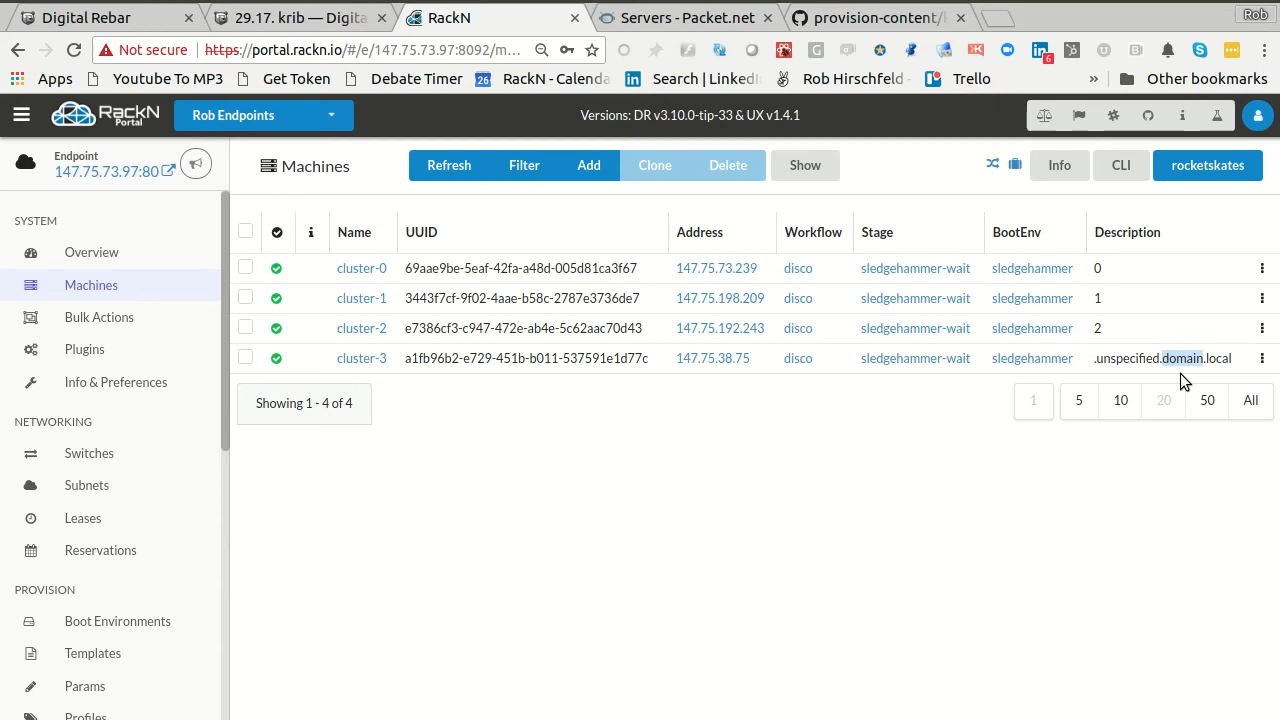 Digital Rebar
29.17. krib — Digita
RackN
Servers - Packet.net
provision-content/
Rob
Not secure
https://portal.rackn.io/#/e/147.75.73.97:8092/m...
6
Apps
Youtube To MP3
Get Token
Debate Timer
26
RackN - Calenda
Search | Linked
Rob Hirschfeld -
Trello
»
Other bookmarks
RackN
Portal
Rob Endpoints
Versions: DR v3.10.0-tip-33 & UX v1.4.1
Endpoint
147.75.73.97:80
Machines
Refresh
Filter
Add
Clone
Delete
Show
Info
CLI
rocketskates
SYSTEM
Overview
Machines
Bulk Actions
Plugins
Info & Preferences
NETWORKING
Switches
Subnets
Leases
Reservations
PROVISION
Boot Environments
Templates
Params
Profiles
Name UUID Address Workflow Stage BootEnv Description
cluster-0 69aae9be-5eaf-42fa-a48d-005d81ca3f67 147.75.73.239 disco sledgehammer-wait sledgehammer 0
cluster-1 3443f7cf-9f02-4aae-b58c-2787e3736de7 147.75.198.209 disco sledgehammer-wait sledgehammer 1
cluster-2 e7386cf3-c947-472e-ab4e-5c62aac70d43 147.75.192.243 disco sledgehammer-wait sledgehammer 2
cluster-3 a1fb96b2-e729-451b-b011-537591e1d77c 147.75.38.75 disco sledgehammer-wait sledgehammer .unspecified.domain.local
Showing 1 - 4 of 4
1
5 10 20 50 All